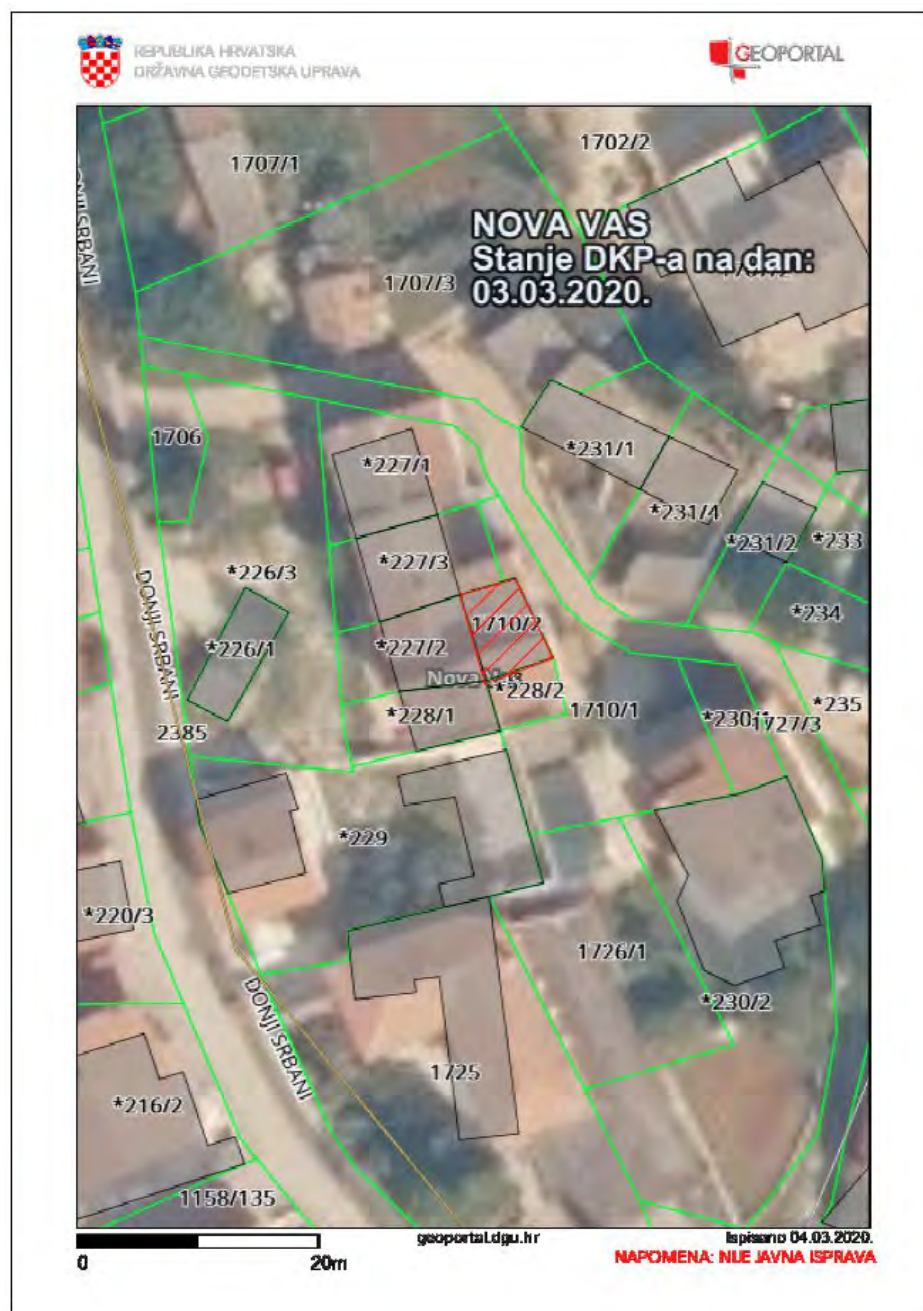 REPUBLIKA HRVATSKA
DRŽAVNA GEODETSKA UPRAVA
GEOPORTAL
1707/1
1702/2
DONJI SRBANI
NOVA VAS
Stanje DKP-a na dan:
03.03.2020.
1707/3
1706
*227/1
*231/1
*231/4
*231/2
*233
*227/3
*226/3
*234
1710/2
*226/1
*227/2
DONJI SRBANI
Nova
*228/2
*235
*228/1
1710/1
*230/1
1727/3
2385
*229
*220/3
1726/1
*230/2
DONJI SRBANI
1725
*216/2
1158/135
0
20m
geoportal.dgu.hr
Ispisano 04.03.2020.
NAPOMENA: NIJE JAVNA ISPRAVA